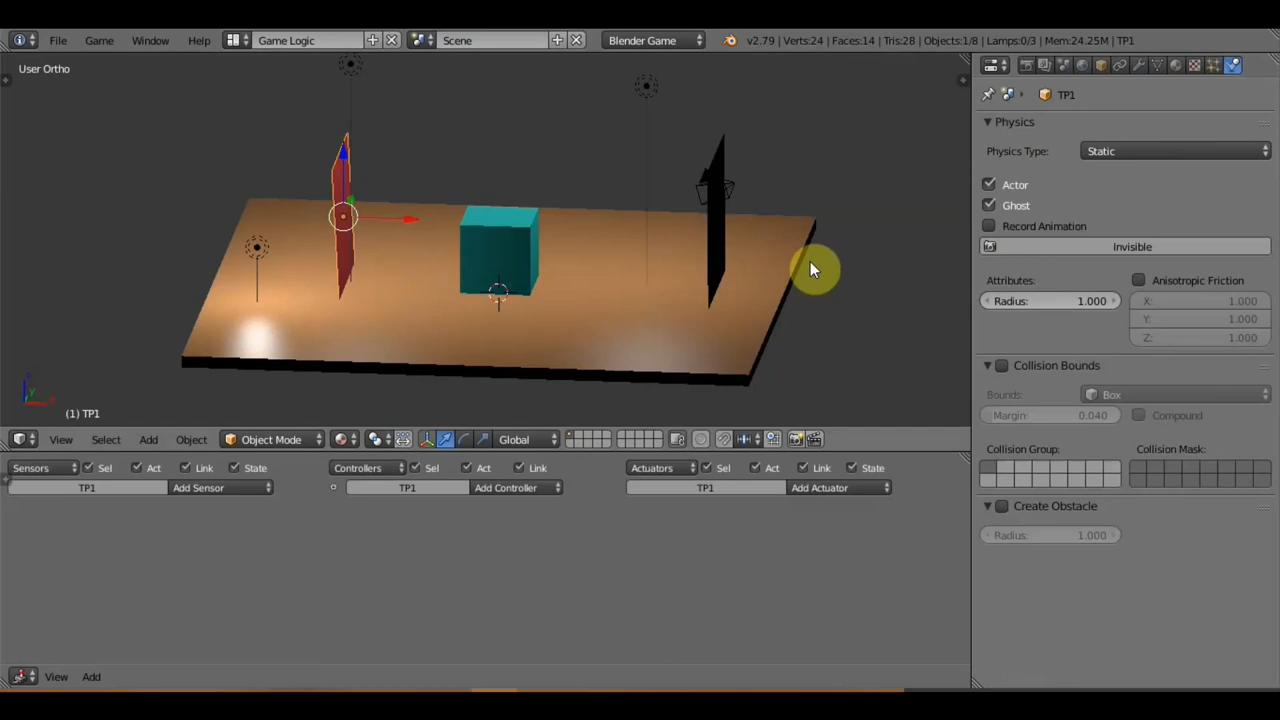 File Game Window Help Game Logic Scene Blender Game v2.79 | Verts:24 | Faces:14 | Tris:28 | Objects:1/8 | Lamps:0/3 | Mem:24.25M | TP1
User Ortho
TP1
Physics
Physics Type: Static
Actor
Ghost
Record Animation
Invisible
Attributes: Anisotropic Friction
Radius: 1.000 X: 1.000
Y: 1.000
Z: 1.000
Collision Bounds
Bounds: Box
Margin: 0.040 Compound
Collision Group: Collision Mask:
Create Obstacle
Radius: 1.000
(1) TP1
View Select Add Object Object Mode Global
Sensors Sel Act Link State Controllers Sel Act Link Actuators Sel Act Link State
TP1 Add Sensor TP1 Add Controller TP1 Add Actuator
View Add